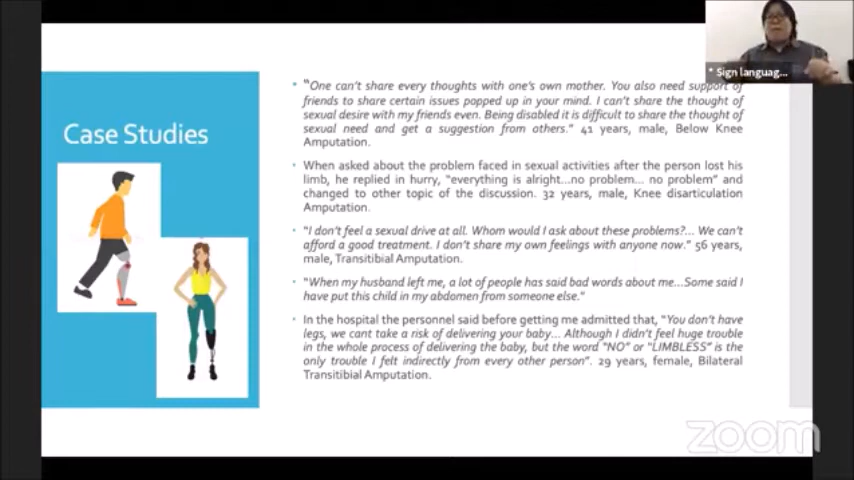 * Sign languag...
Case Studies
• "One can't share every thoughts with one's own mother. You also need support of
friends to share certain issues popped up in your mind. I can't share the thought of
sexual desire with my friends even. Being disabled it is difficult to share the thought of
sexual need and get a suggestion from others." 41 years, male, Below Knee
Amputation.
• When asked about the problem faced in sexual activities after the person lost his
limb, he replied in hurry, "everything is alright...no problem... no problem" and
changed to other topic of the discussion. 32 years, male, Knee disarticulation
Amputation.
• "I don't feel a sexual drive at all. Whom would I ask about these problems?... We can't
afford a good treatment. I don't share my own feelings with anyone now." 56 years,
male, Transitibial Amputation.
• "When my husband left me, a lot of people has said bad words about me...Some said I
have put this child in my abdomen from someone else."
• In the hospital the personnel said before getting me admitted that, "You don't have
legs, we cant take a risk of delivering your baby... Although I didn't feel huge trouble
in the whole process of delivering the baby, but the word "NO" or "LIMBLESS" is the
only trouble I felt indirectly from every other person". 29 years, female, Bilateral
Transitibial Amputation.
zoom